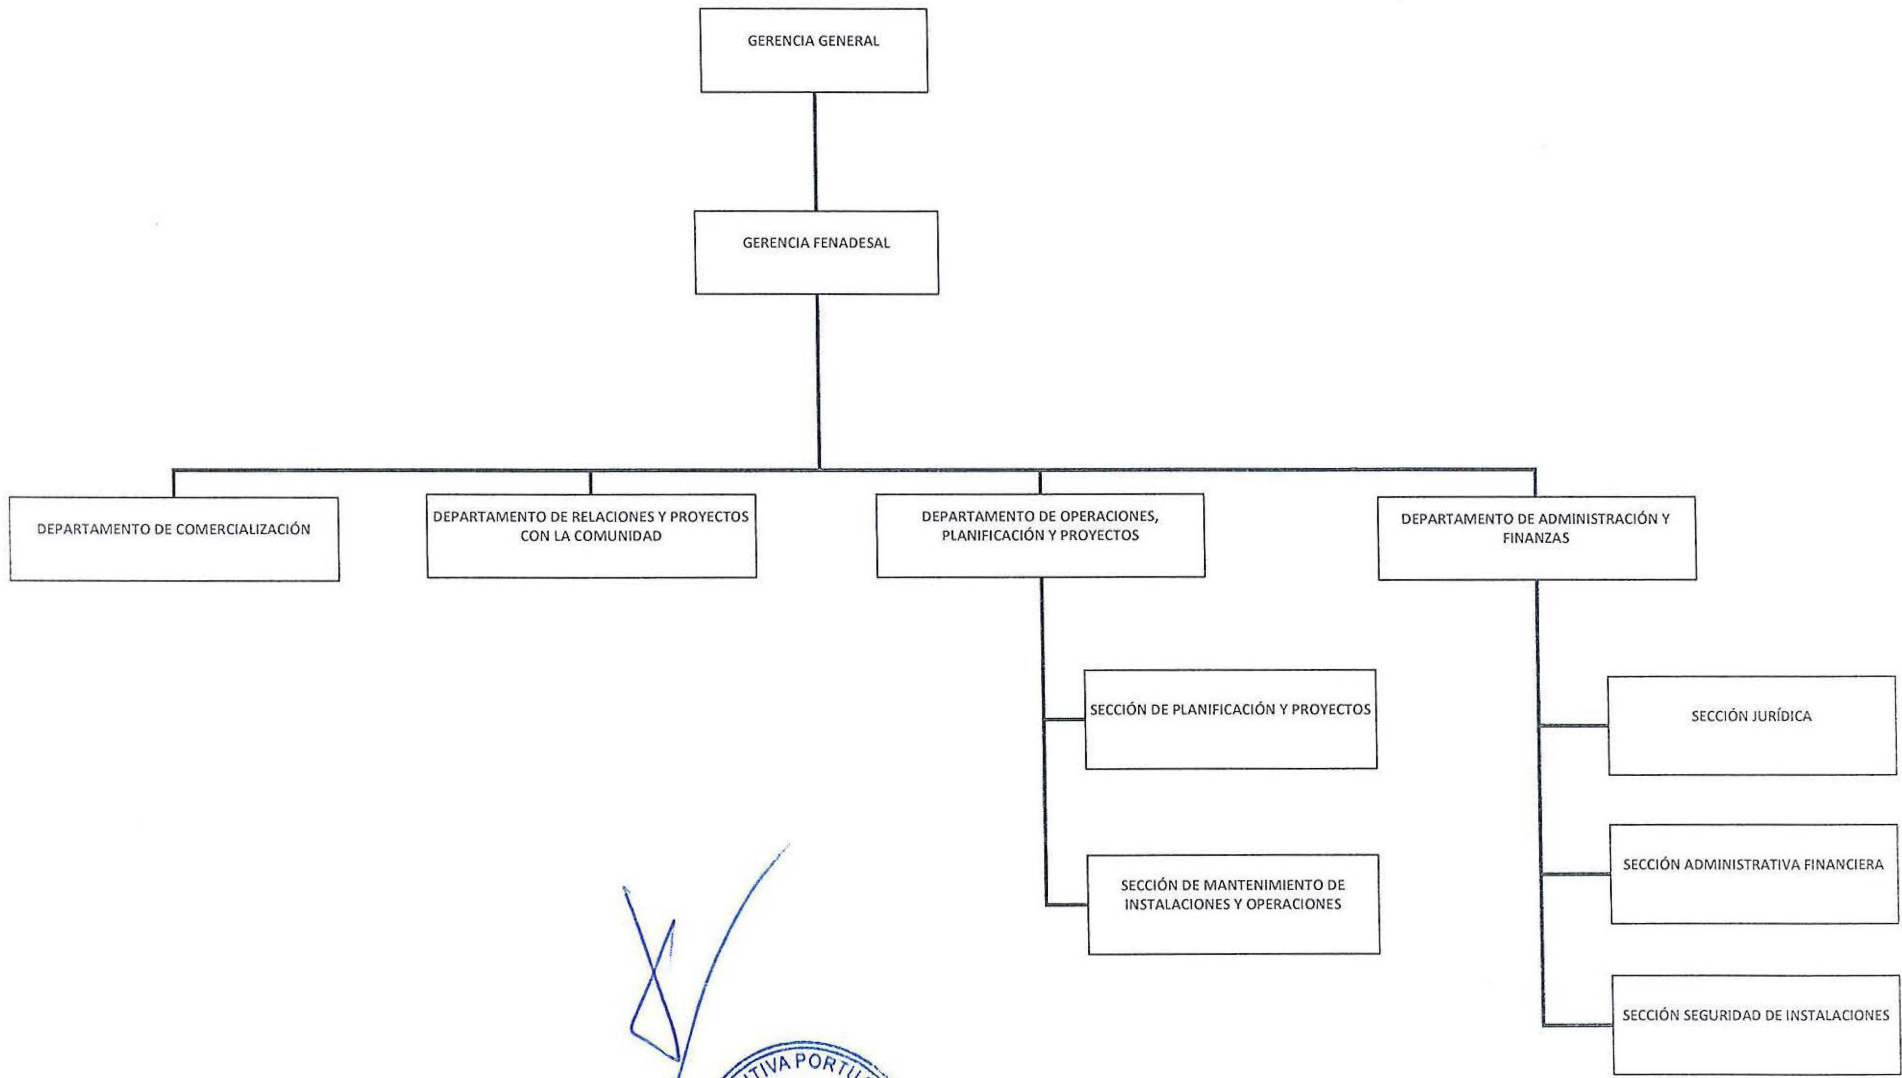 GERENCIA GENERAL
GERENCIA FENADESAL
DEPARTAMENTO DE COMERCIALIZACIÓN
DEPARTAMENTO DE RELACIONES Y PROYECTOS
CON LA COMUNIDAD
DEPARTAMENTO DE OPERACIONES,
PLANIFICACIÓN Y PROYECTOS
DEPARTAMENTO DE ADMINISTRACIÓN Y
FINANZAS
SECCIÓN DE PLANIFICACIÓN Y PROYECTOS
SECCIÓN DE MANTENIMIENTO DE
INSTALACIONES Y OPERACIONES
SECCIÓN JURÍDICA
SECCIÓN ADMINISTRATIVA FINANCIERA
SECCIÓN SEGURIDAD DE INSTALACIONES